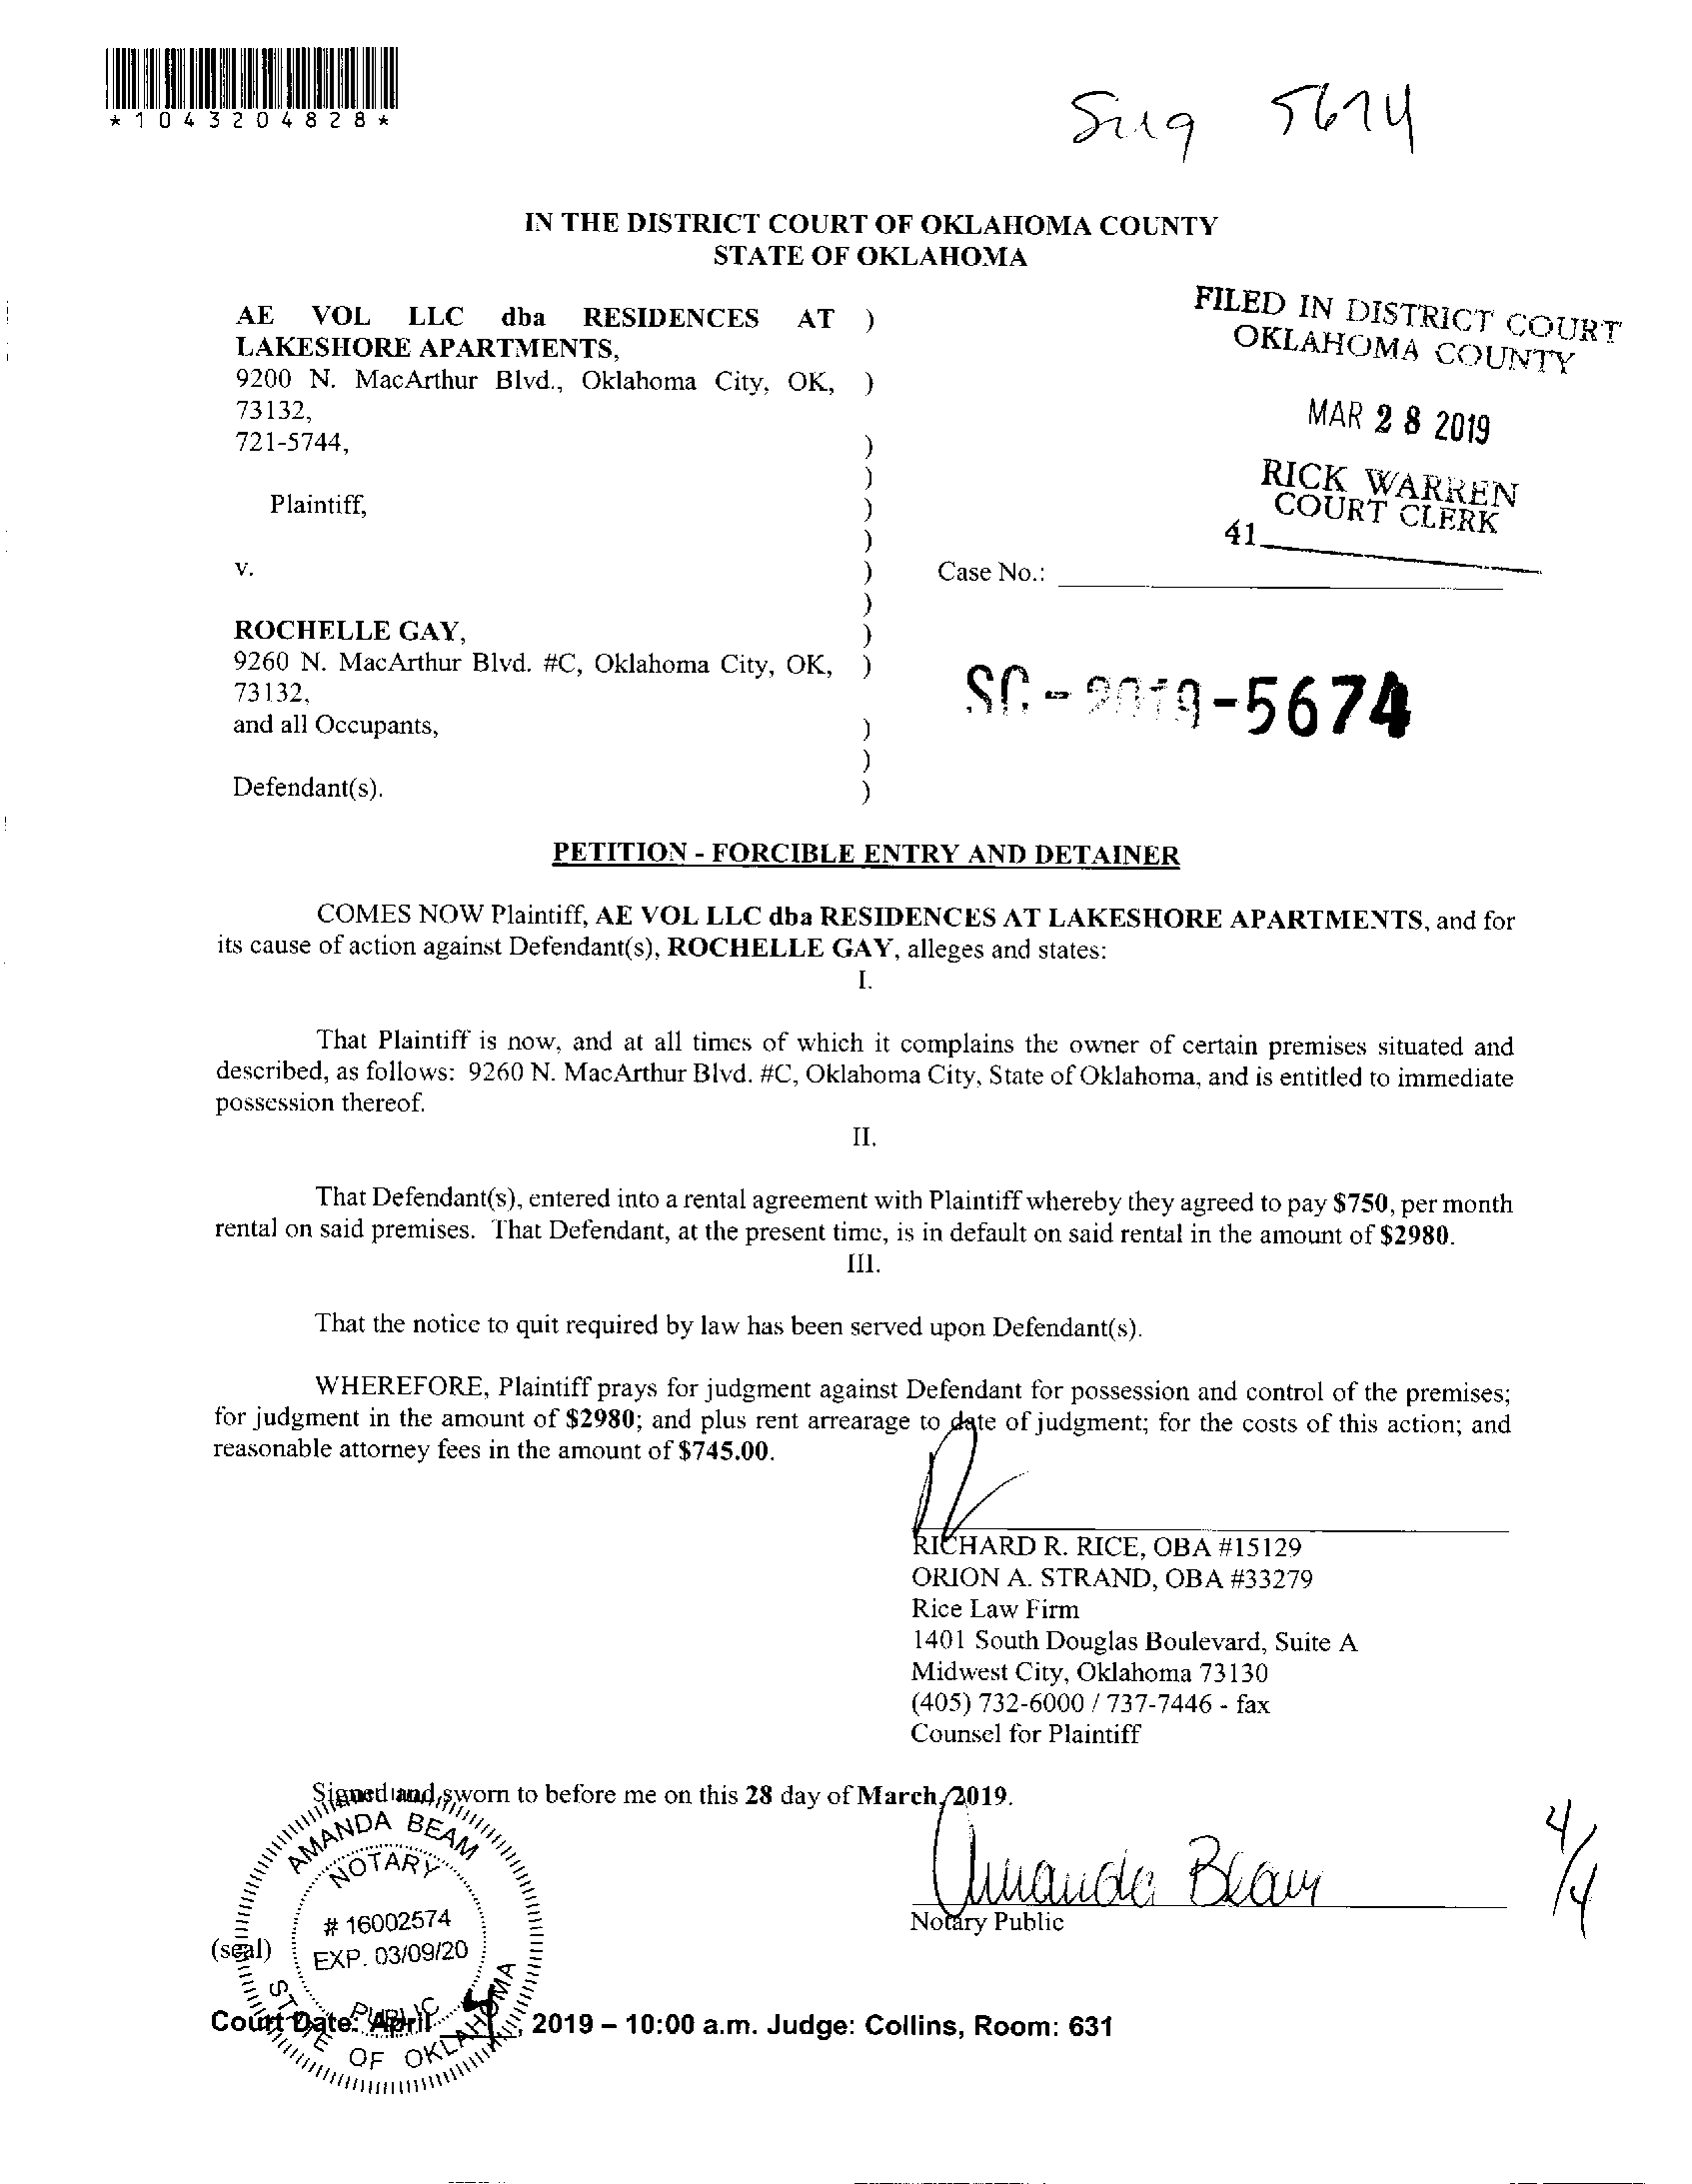 *1043204828*
5674
IN THE DISTRICT COURT OF OKLAHOMA COUNTY
STATE OF OKLAHOMA
AE VOL LLC dba RESIDENCES AT )
LAKESHORE APARTMENTS,
9200 N. MacArthur Blvd., Oklahoma City, OK, )
73132,
721-5744, )
)
Plaintiff, )
)
v. )
)
ROCHELLE GAY, )
9260 N. MacArthur Blvd. #C, Oklahoma City, OK, )
73132,
and all Occupants, )
)
Defendant(s). )
FILED IN DISTRICT COURT
OKLAHOMA COUNTY
MAR 28 2019
RICK WARREN
COURT CLERK
41
Case No.:
SC-2019-5674
PETITION - FORCIBLE ENTRY AND DETAINER
COMES NOW Plaintiff, AE VOL LLC dba RESIDENCES AT LAKESHORE APARTMENTS, and for
its cause of action against Defendant(s), ROCHELLE GAY, alleges and states:
I.
That Plaintiff is now, and at all times of which it complains the owner of certain premises situated and
described, as follows: 9260 N. MacArthur Blvd. #C, Oklahoma City, State of Oklahoma, and is entitled to immediate
possession thereof.
II.
That Defendant(s), entered into a rental agreement with Plaintiff whereby they agreed to pay $750, per month
rental on said premises. That Defendant, at the present time, is in default on said rental in the amount of $2980.
III.
That the notice to quit required by law has been served upon Defendant(s).
WHEREFORE, Plaintiff prays for judgment against Defendant for possession and control of the premises;
for judgment in the amount of $2980; and plus rent arrearage to date of judgment; for the costs of this action; and
reasonable attorney fees in the amount of $745.00.
RICHARD R. RICE, OBA #15129
ORION A. STRAND, OBA #33279
Rice Law Firm
1401 South Douglas Boulevard, Suite A
Midwest City, Oklahoma 73130
(405) 732-6000 / 737-7446 - fax
Counsel for Plaintiff
Signed and sworn to before me on this 28 day of March, 2019.
Amanda Beam
Notary Public
4/4
AMANDA BEAM
NOTARY
# 16002574
EXP. 03/09/20
PUBLIC
STATE OF OKLAHOMA
(seal)
Court Date: April 4, 2019 – 10:00 a.m. Judge: Collins, Room: 631